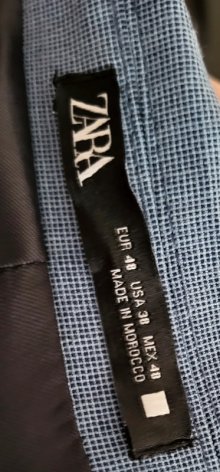 ZARA
EUR 48 USA 38 MEX 48
MADE IN MOROCCO